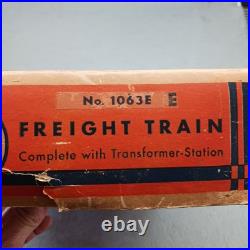 No. 1063E E
FREIGHT TRAIN
Complete with Transformer-Station